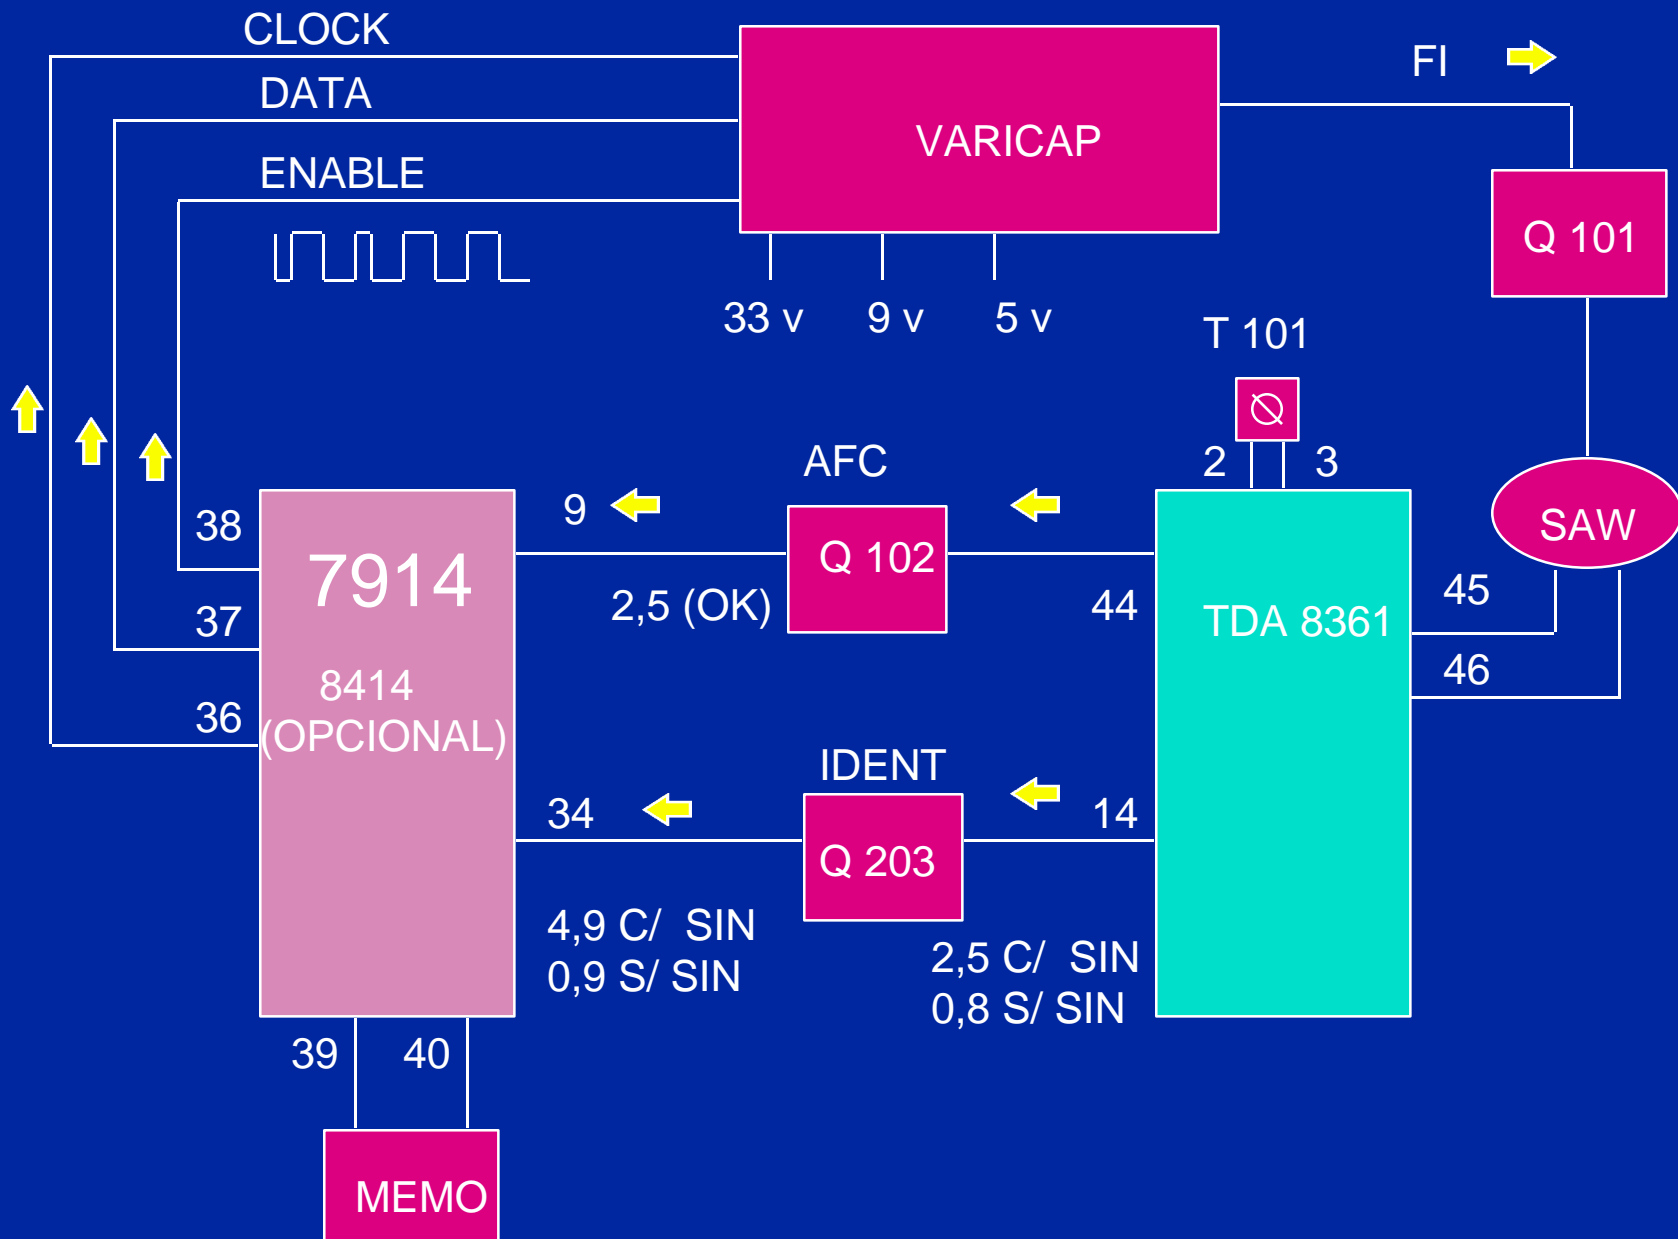 CLOCK
DATA
ENABLE
VARICAP
FI
Q 101
33 v 9 v 5 v
T 101
2 3
AFC
SAW
38
37
36
7914
8414
(OPCIONAL)
9
2,5 (OK)
Q 102
44
TDA 8361
45
46
IDENT
34
Q 203
14
4,9 C/ SIN
0,9 S/ SIN
2,5 C/ SIN
0,8 S/ SIN
39 40
MEMO